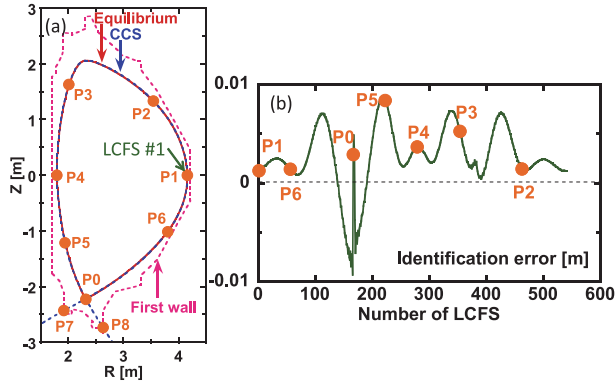 (a)
Equilibrium
CCS
P3
P2
LCFS #1
P4
P1
P6
P5
P0
P7
P8
First wall
Z [m]
3
2
1
0
-1
-2
-3
2
3
4
R [m]
(b)
0.01
0
-0.01
P1
P6
P0
P5
P4
P3
P2
Identification error [m]
0 100 200 300 400 500 600
Number of LCFS